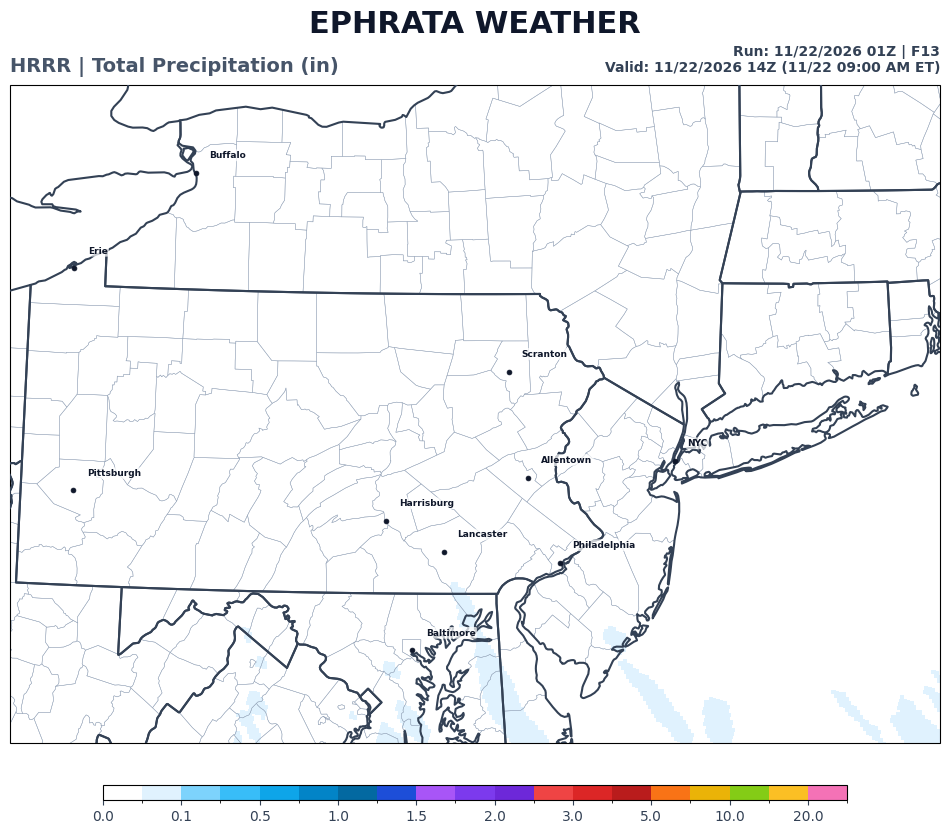 EPHRATA WEATHER
HRRR | Total Precipitation (in)
Run: 11/22/2026 01Z | F13
Valid: 11/22/2026 14Z (11/22 09:00 AM ET)
Buffalo
Erie
Scranton
NYC
Allentown
Pittsburgh
Harrisburg
Lancaster
Philadelphia
Baltimore
0.0 0.1 0.5 1.0 1.5 2.0 3.0 5.0 10.0 20.0